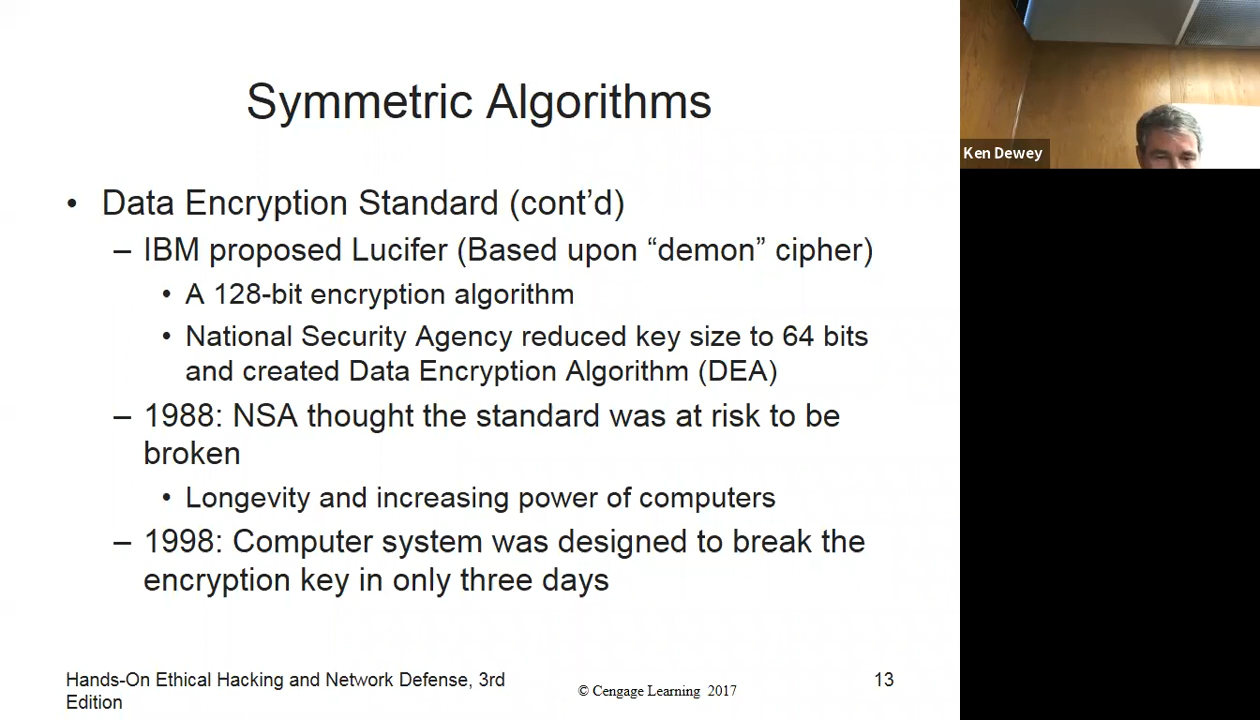 Symmetric Algorithms
• Data Encryption Standard (cont’d)
– IBM proposed Lucifer (Based upon “demon” cipher)
• A 128-bit encryption algorithm
• National Security Agency reduced key size to 64 bits
and created Data Encryption Algorithm (DEA)
– 1988: NSA thought the standard was at risk to be
broken
• Longevity and increasing power of computers
– 1998: Computer system was designed to break the
encryption key in only three days
Hands-On Ethical Hacking and Network Defense, 3rd
Edition
© Cengage Learning 2017
13
Ken Dewey